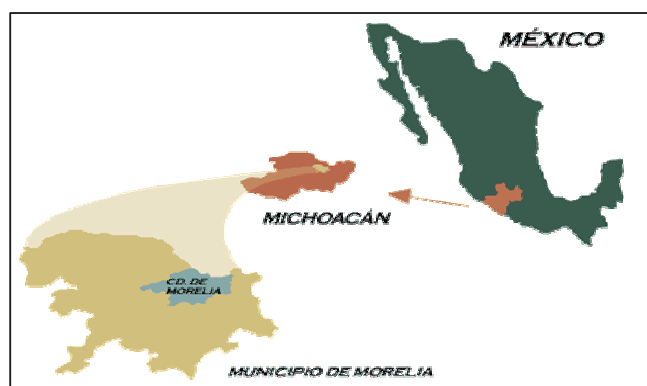 MÉXICO
MICHOACÁN
CD. DE
MORELIA
MUNICIPIO DE MORELIA